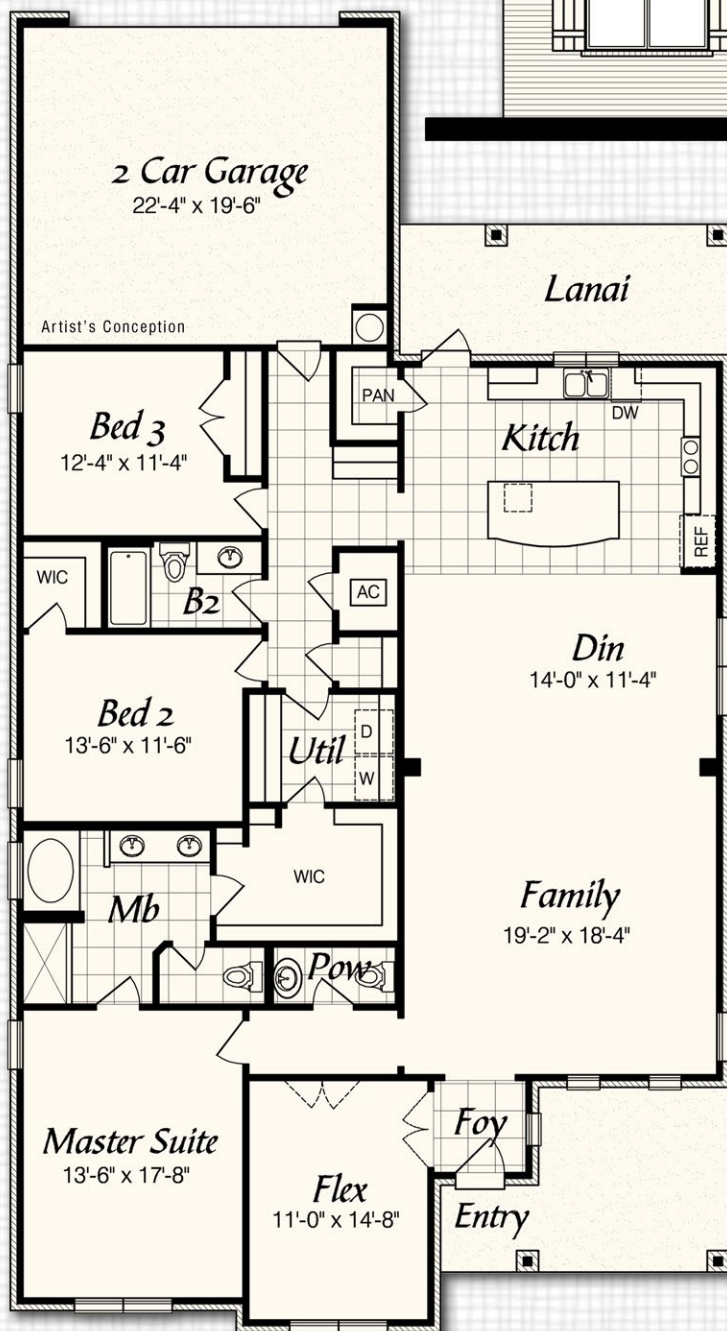 2 Car Garage
22'-4" x 19'-6"
Artist's Conception
Lanai
PAN
DW
Kitch
REF
Bed 3
12'-4" x 11'-4"
WIC
B2
AC
Din
14'-0" x 11'-4"
Bed 2
13'-6" x 11'-6"
Util
D
W
Mb
WIC
Family
19'-2" x 18'-4"
Pow
Master Suite
13'-6" x 17'-8"
Foy
Flex
11'-0" x 14'-8"
Entry